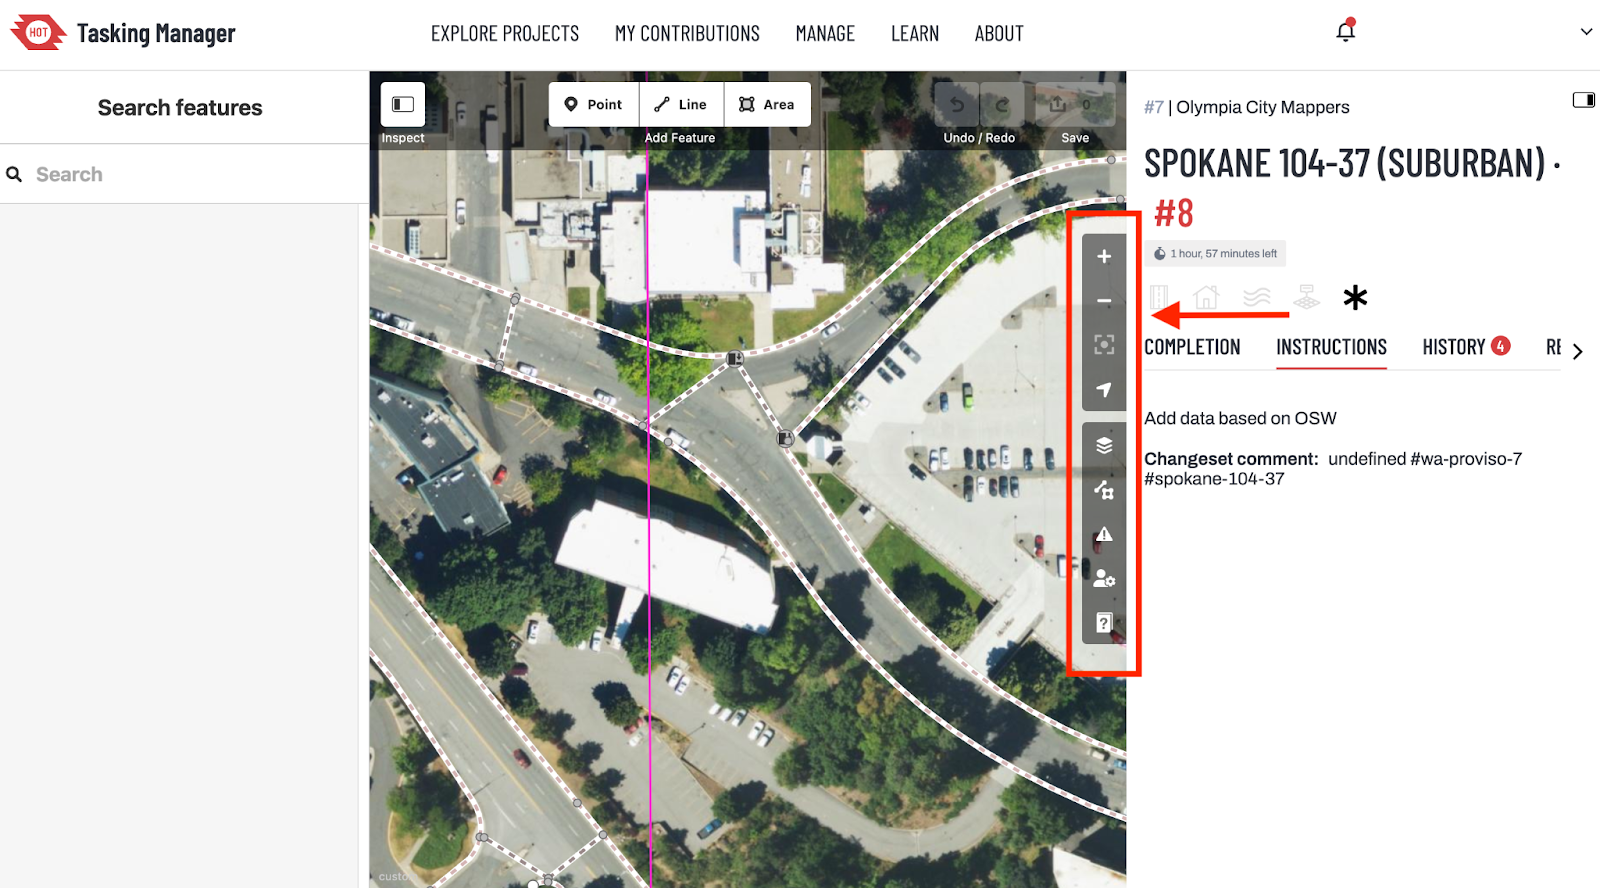 HOT
Tasking Manager
EXPLORE PROJECTS
MY CONTRIBUTIONS
MANAGE
LEARN
ABOUT
Search features
Search
Inspect
Point
Line
Area
Add Feature
Undo / Redo
0
Save
custo
#7 | Olympia City Mappers
SPOKANE 104-37 (SUBURBAN) ·
#8
1 hour, 57 minutes left
COMPLETION
INSTRUCTIONS
HISTORY 4
RE
Add data based on OSW
Changeset comment: undefined #wa-proviso-7
#spokane-104-37